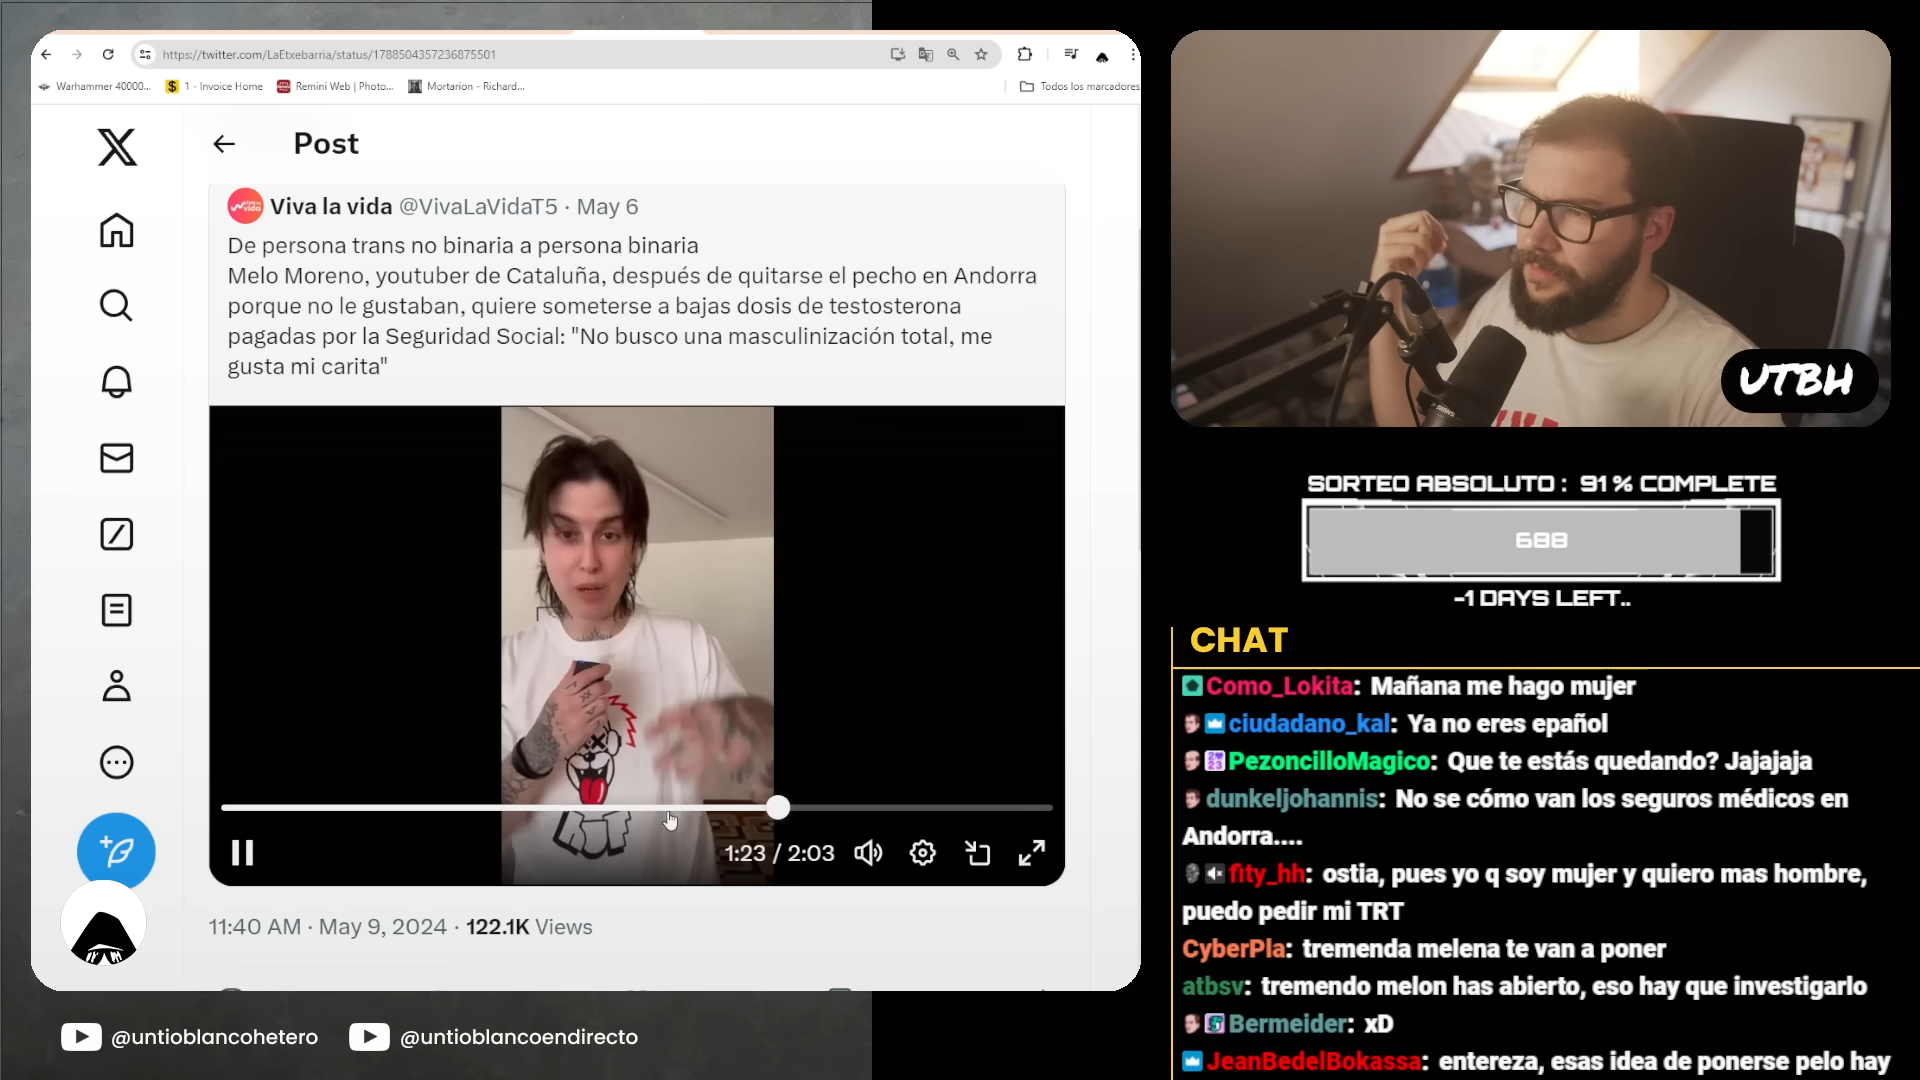 https://twitter.com/LaEtxebarria/status/1788504357236875501
Warhammer 40000...
1 - Invoice Home
Remini Web | Photo...
Mortarion - Richard...
Todos los marcadores
Post
Viva la vida @VivaLaVidaT5 · May 6
De persona trans no binaria a persona binaria
Melo Moreno, youtuber de Cataluña, después de quitarse el pecho en Andorra
porque no le gustaban, quiere someterse a bajas dosis de testosterona
pagadas por la Seguridad Social: "No busco una masculinización total, me
gusta mi carita"
1:23 / 2:03
11:40 AM · May 9, 2024 · 122.1K Views
@untioblancohetero
@untioblancoendirecto
UTBH
SORTEO ABSOLUTO : 91 % COMPLETE
688
-1 DAYS LEFT..
CHAT
Como_Lokita: Mañana me hago mujer
ciudadano_kal: Ya no eres epañol
PezoncilloMagico: Que te estás quedando? Jajajaja
dunkeljohannis: No se cómo van los seguros médicos en
Andorra....
fity_hh: ostia, pues yo q soy mujer y quiero mas hombre,
puedo pedir mi TRT
CyberPla: tremenda melena te van a poner
atbsv: tremendo melon has abierto, eso hay que investigarlo
Bermeider: xD
JeanBedelBokassa: entereza, esas idea de ponerse pelo hay